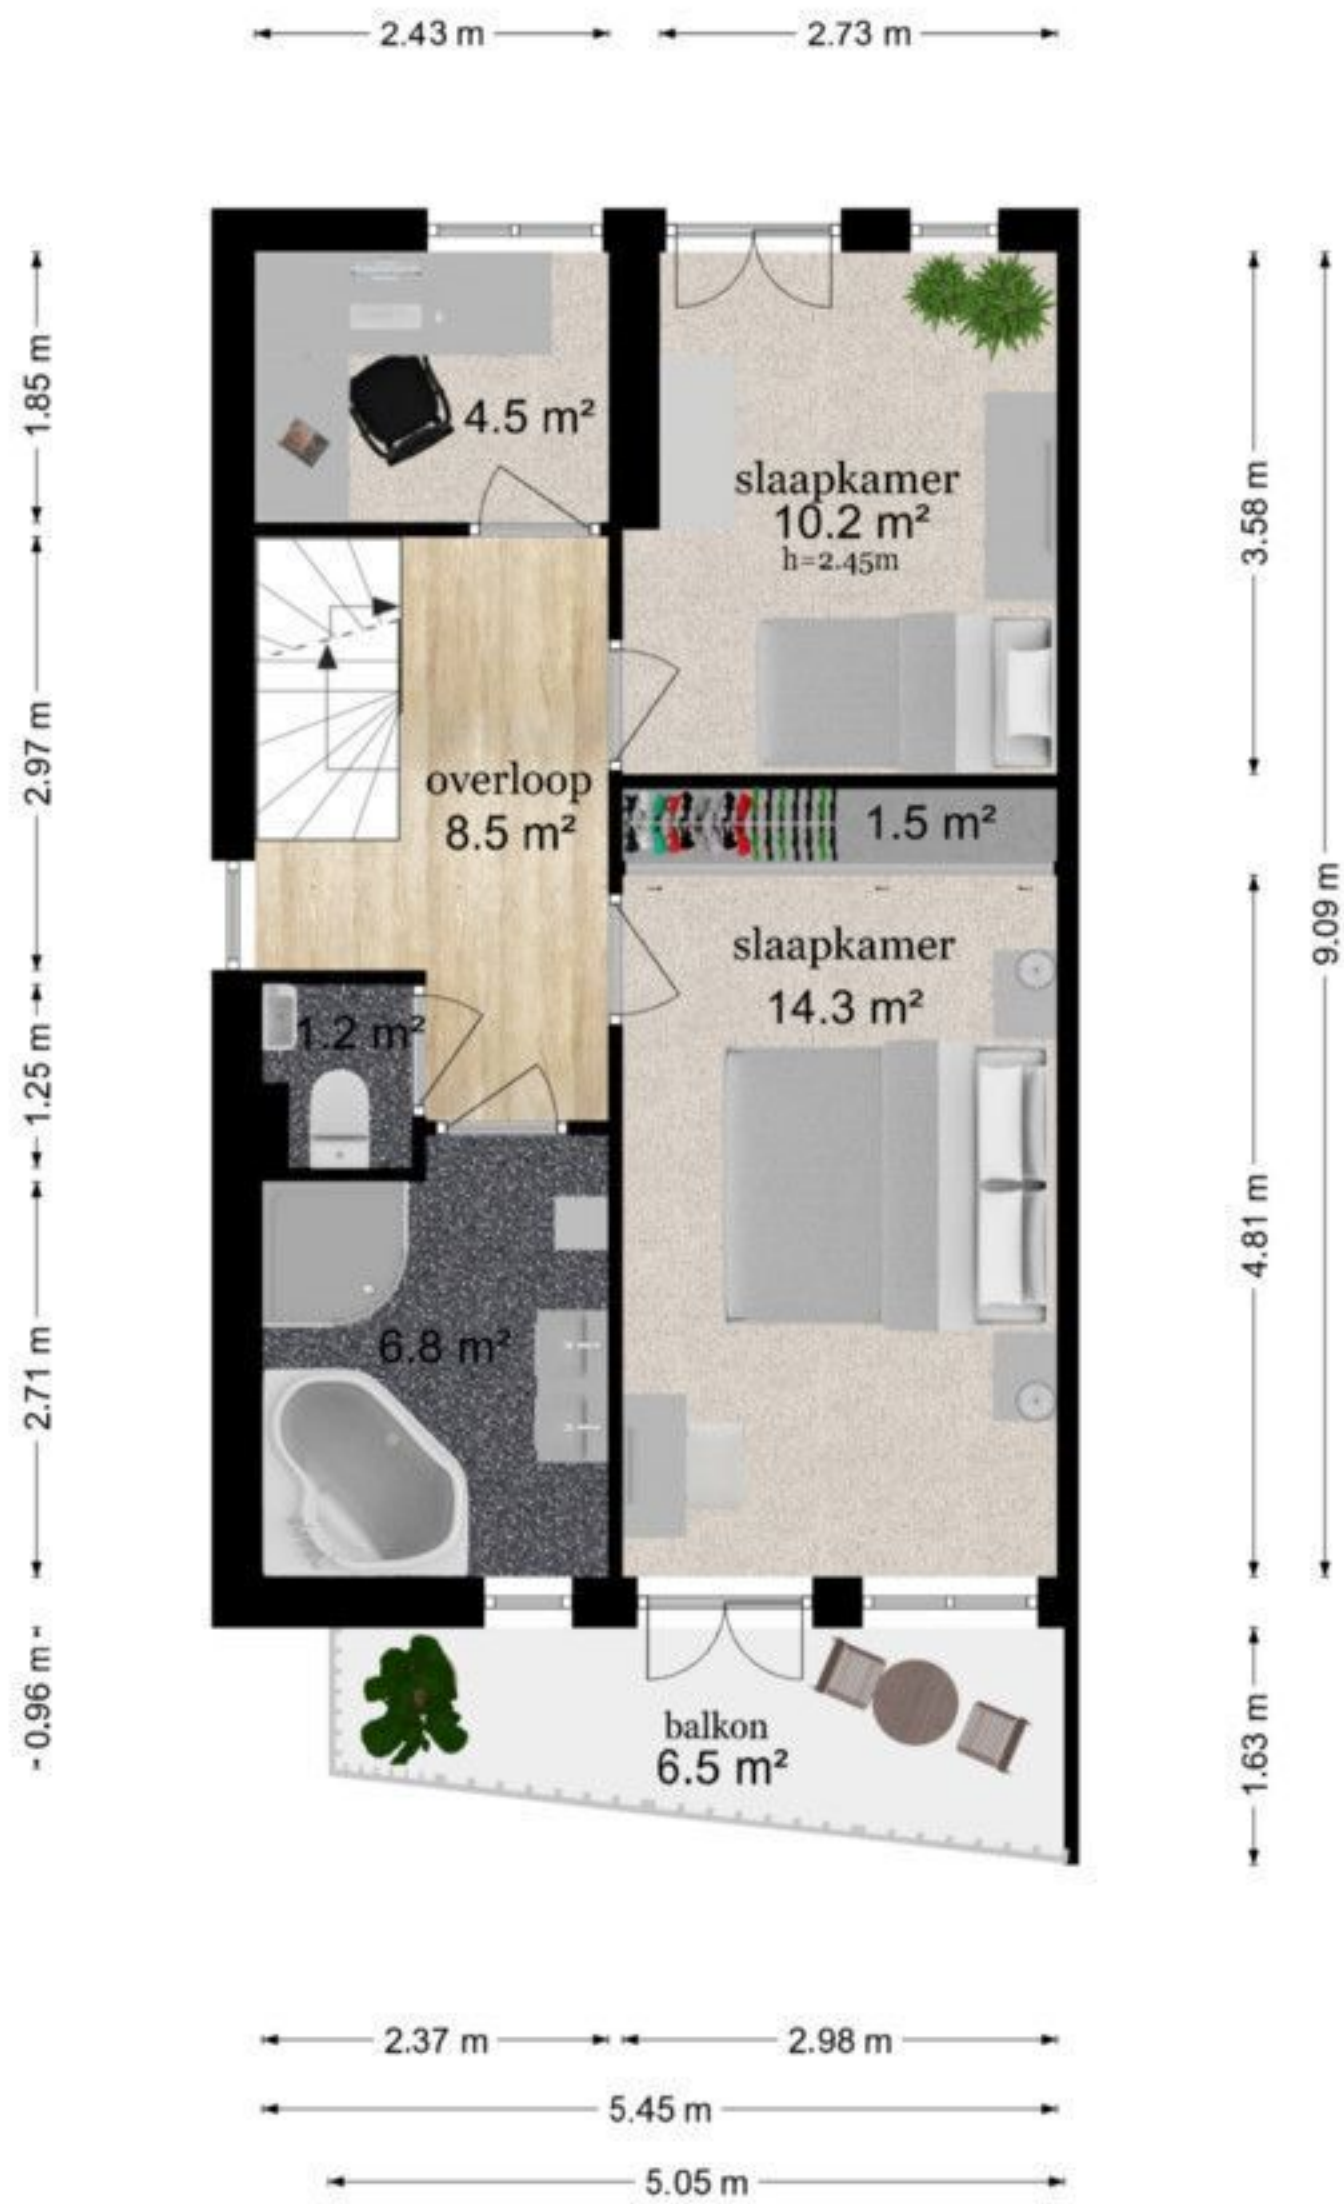 2.43 m
2.73 m
1.85 m
2.97 m
1.25 m
2.71 m
0.96 m
4.5 m²
slaapkamer
10.2 m²
h=2.45m
overloop
8.5 m²
1.5 m²
slaapkamer
14.3 m²
1.2 m²
6.8 m²
balkon
6.5 m²
3.58 m
4.81 m
1.63 m
9.09 m
2.37 m
2.98 m
5.45 m
5.05 m